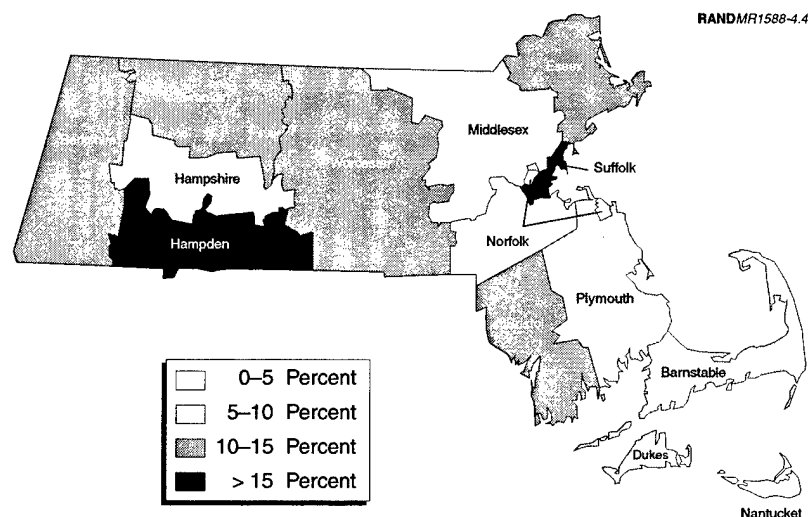 RANDMR1588-4.4
Middlesex
Suffolk
Hampshire
Hampden
Norfolk
Plymouth
Barnstable
Dukes
Nantucket
0–5 Percent
5–10 Percent
10–15 Percent
> 15 Percent